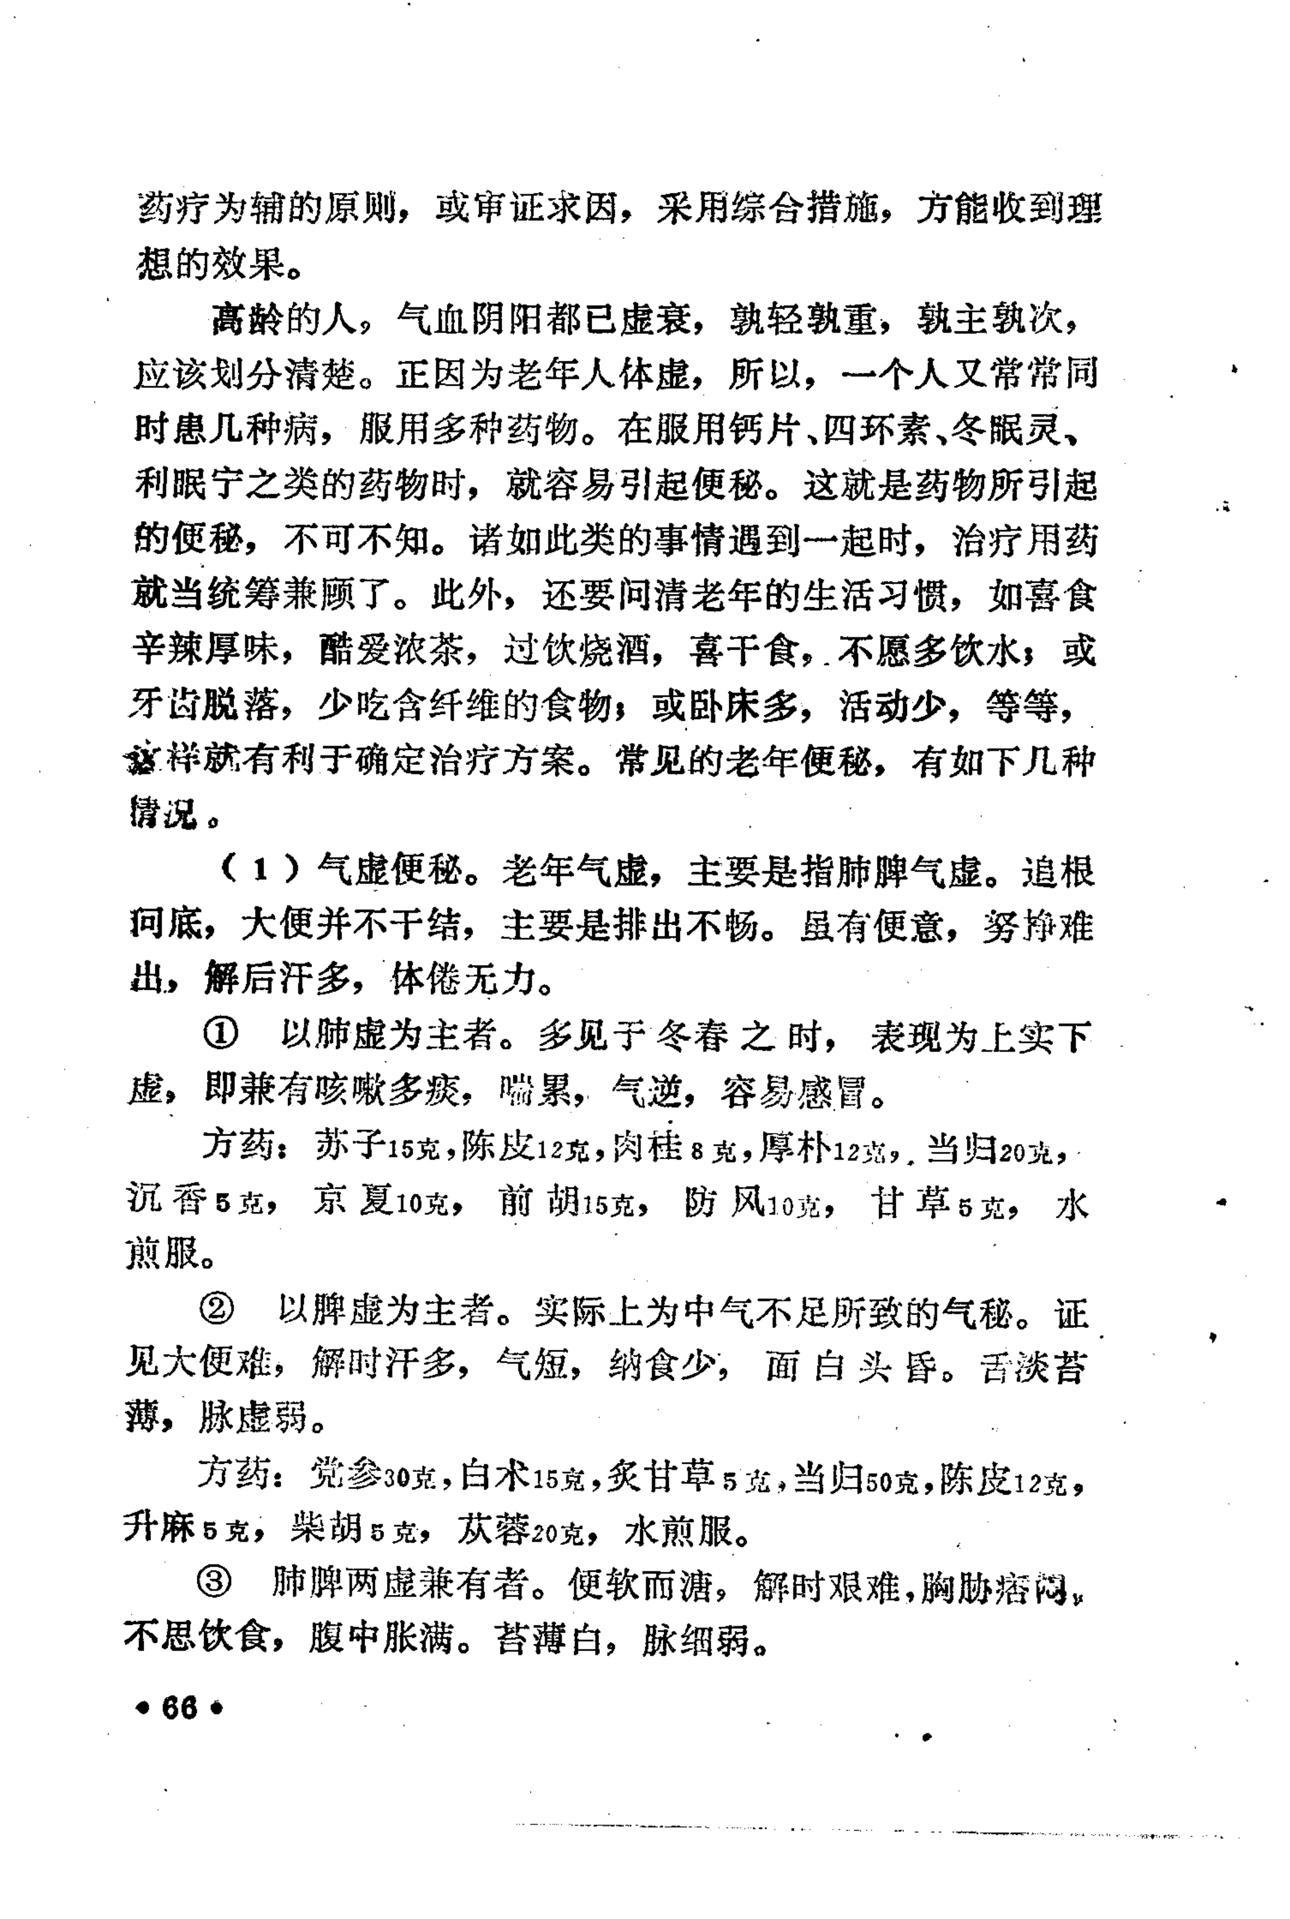 药疗为辅的原则，或审证求因，采用综合措施，方能收到理
想的效果。
高龄的人，气血阴阳都已虚衰，孰轻孰重，孰主孰次，
应该划分清楚。正因为老年人体虚，所以，一个人又常常同
时患几种病，服用多种药物。在服用钙片、四环素、冬眠灵、
利眠宁之类的药物时，就容易引起便秘。这就是药物所引起
的便秘，不可不知。诸如此类的事情遇到一起时，治疗用药
就当统筹兼顾了。此外，还要问清老年的生活习惯，如喜食
辛辣厚味，酷爱浓茶，过饮烧酒，喜干食，不愿多饮水；或
牙齿脱落，少吃含纤维的食物；或卧床多，活动少，等等，
这样就有利于确定治疗方案。常见的老年便秘，有如下几种
情况。
（1）气虚便秘。老年气虚，主要是指肺脾气虚。追根
问底，大便并不干结，主要是排出不畅。虽有便意，努挣难
出，解后汗多，体倦无力。
① 以肺虚为主者。多见于冬春之时，表现为上实下
虚，即兼有咳嗽多痰，喘累，气逆，容易感冒。
方药：苏子15克，陈皮12克，肉桂8克，厚朴12克，当归20克，
沉香5克，京夏10克，前胡15克，防风10克，甘草5克，水
煎服。
② 以脾虚为主者。实际上为中气不足所致的气秘。证
见大便难，解时汗多，气短，纳食少，面白头昏。舌淡苔
薄，脉虚弱。
方药：党参30克，白术15克，炙甘草5克，当归50克，陈皮12克，
升麻5克，柴胡5克，苁蓉20克，水煎服。
③ 肺脾两虚兼有者。便软而溏，解时艰难，胸胁痞闷，
不思饮食，腹中胀满。苔薄白，脉细弱。
•66•